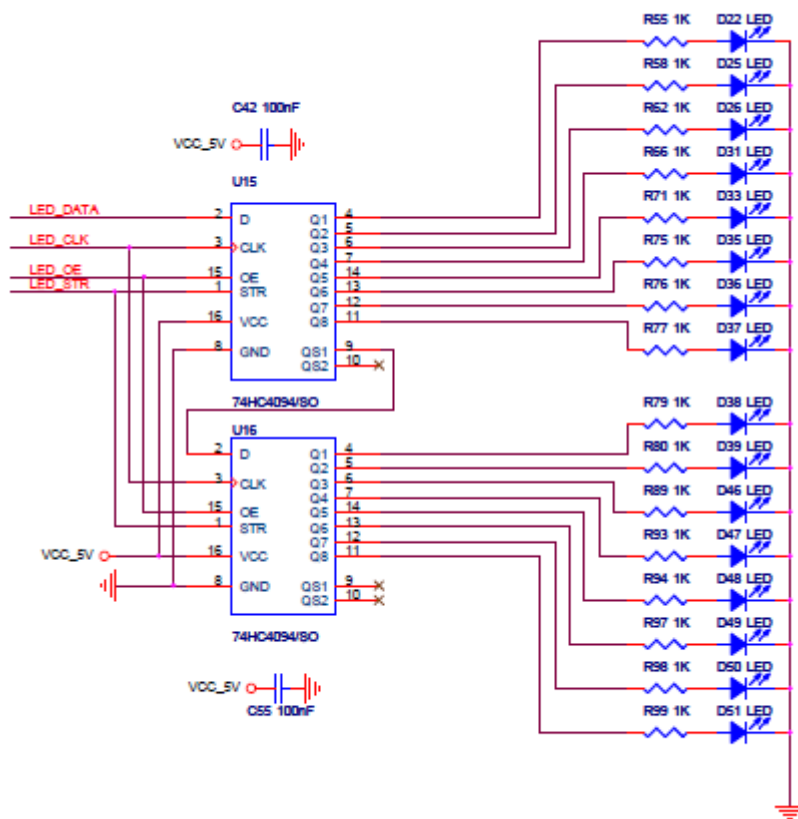 R55 1K D22 LED
R58 1K D25 LED
C42 100nF
R62 1K D26 LED
VCC_5V
R66 1K D31 LED
U15
R71 1K D33 LED
LED_DATA 2 D Q1 4
Q2 5
LED_CLK 3 CLK Q3 6
R75 1K D35 LED
Q4 7
LED_OE 15 OE Q5 14
LED_STR 1 STR Q6 13
R76 1K D36 LED
Q7 12
16 VCC Q8 11
R77 1K D37 LED
8 GND QS1 9
QS2 10
74HC4094/SO
R79 1K D38 LED
U16
R80 1K D39 LED
2 D Q1 4
Q2 5
3 CLK Q3 6
R89 1K D46 LED
Q4 7
15 OE Q5 14
1 STR Q6 13
R93 1K D47 LED
Q7 12
VCC_5V 16 VCC Q8 11
R94 1K D48 LED
8 GND QS1 9
QS2 10
R97 1K D49 LED
74HC4094/SO
R98 1K D50 LED
VCC_5V
C55 100nF
R99 1K D51 LED